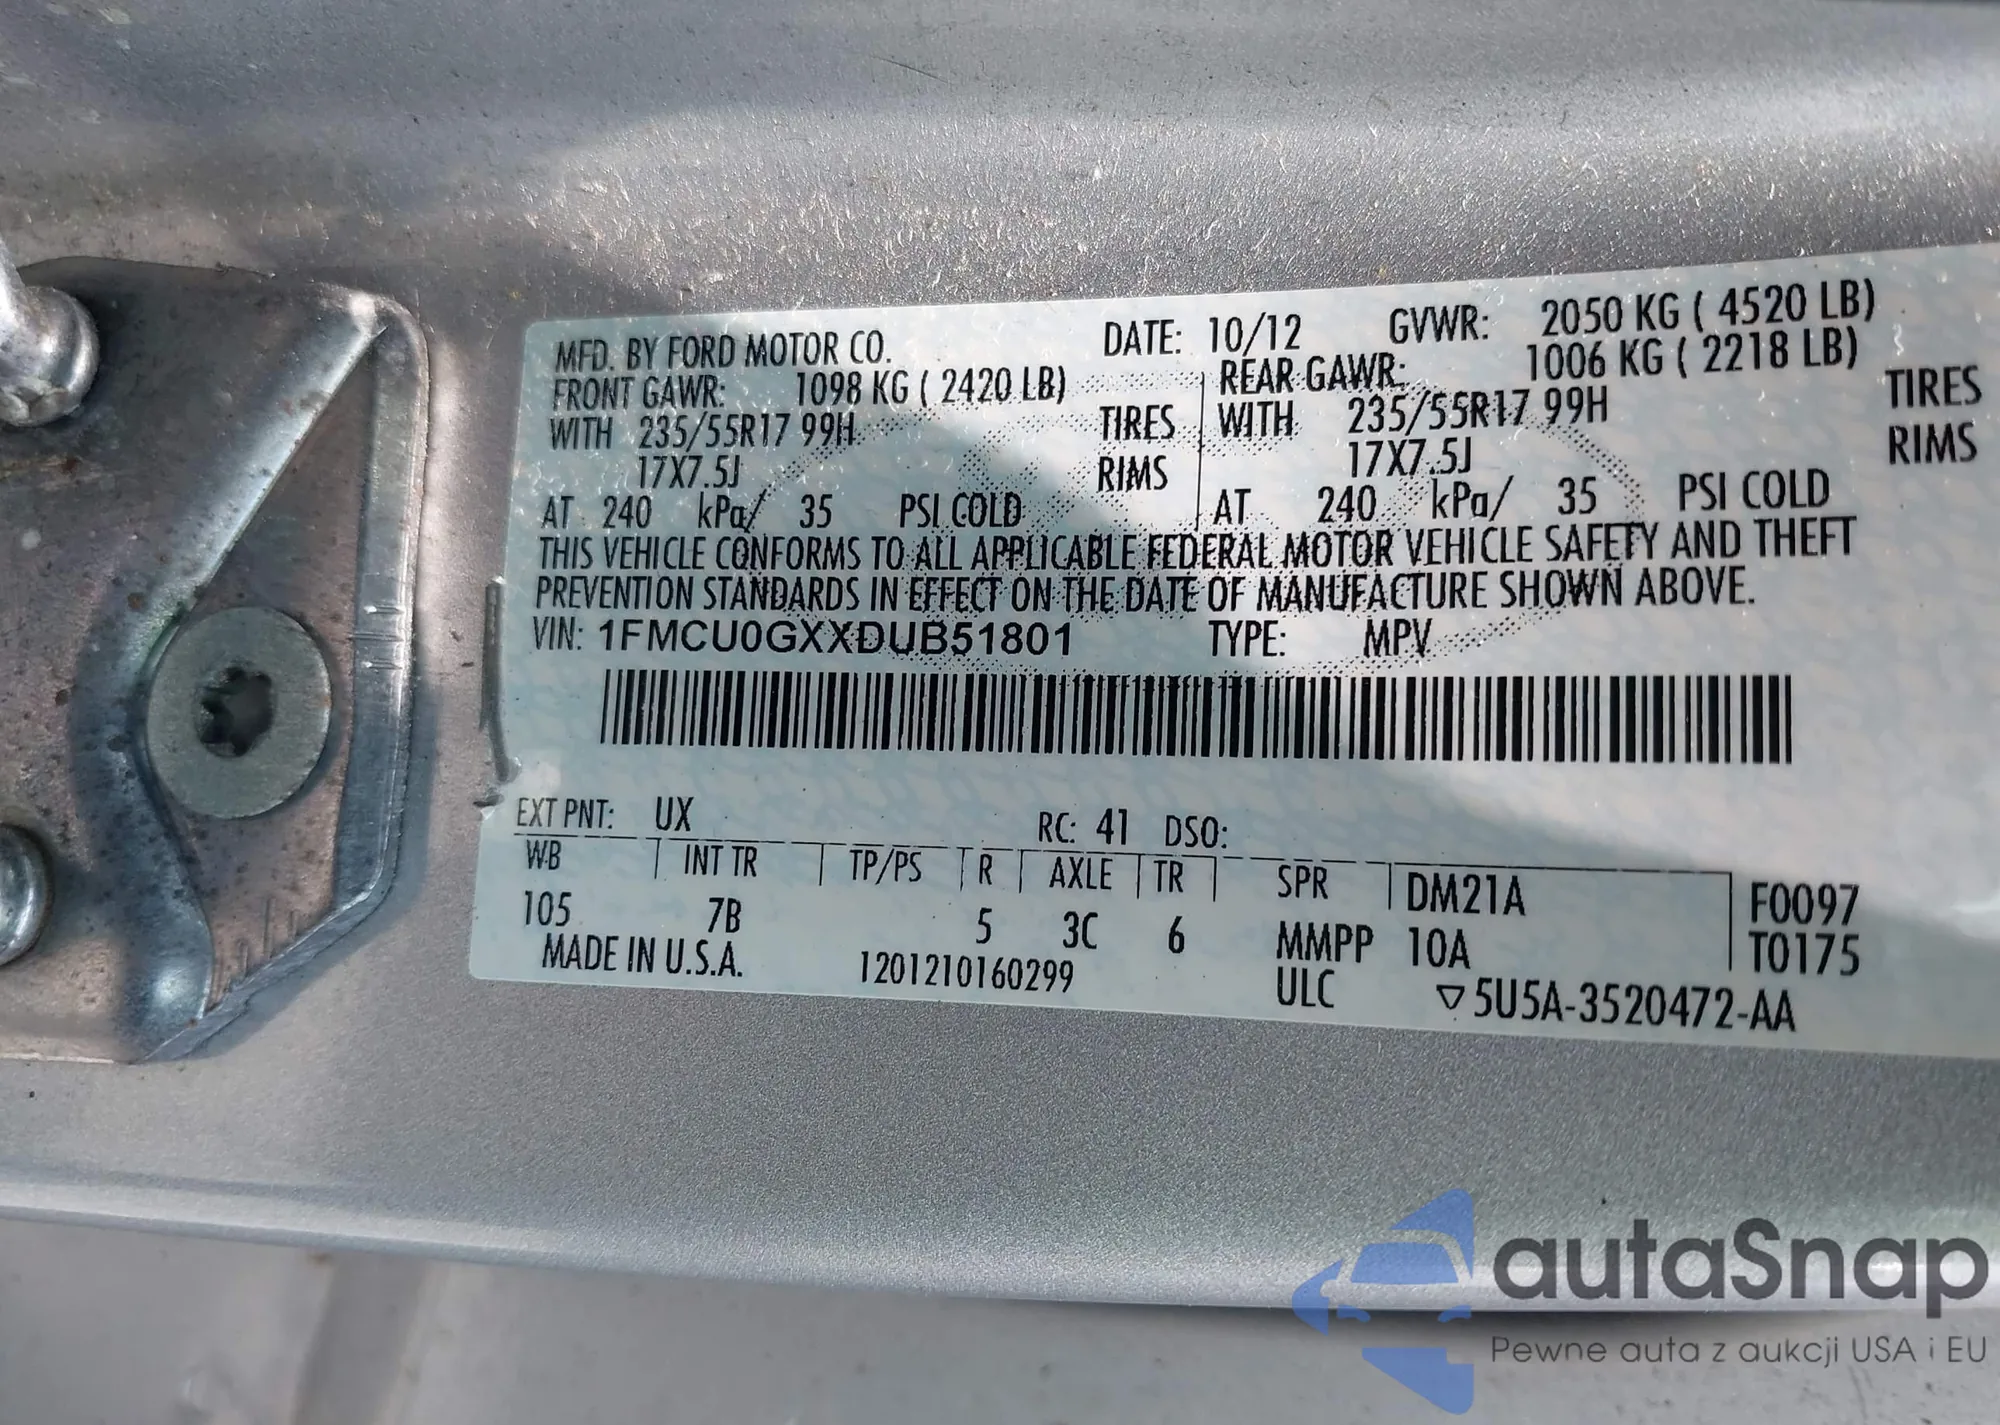 MFD. BY FORD MOTOR CO. DATE: 10/12 GVWR: 2050 KG ( 4520 LB)
FRONT GAWR: 1098 KG ( 2420 LB) REAR GAWR: 1006 KG ( 2218 LB)
WITH 235/55R17 99H TIRES WITH 235/55R17 99H TIRES
17X7.5J RIMS 17X7.5J RIMS
AT 240 kPa/ 35 PSI COLD AT 240 kPa/ 35 PSI COLD
THIS VEHICLE CONFORMS TO ALL APPLICABLE FEDERAL MOTOR VEHICLE SAFETY AND THEFT
PREVENTION STANDARDS IN EFFECT ON THE DATE OF MANUFACTURE SHOWN ABOVE.
VIN: 1FMCU0GXXDUB51801 TYPE: MPV
EXT PNT: UX RC: 41 DSO:
WB INT TR TP/PS R AXLE TR SPR DM21A F0097
105 7B 5 3C 6 MMPP 10A T0175
MADE IN U.S.A. 1201210160299 ULC ▽5U5A-3520472-AA
autaSnap
Pewne auta z aukcji USA i EU